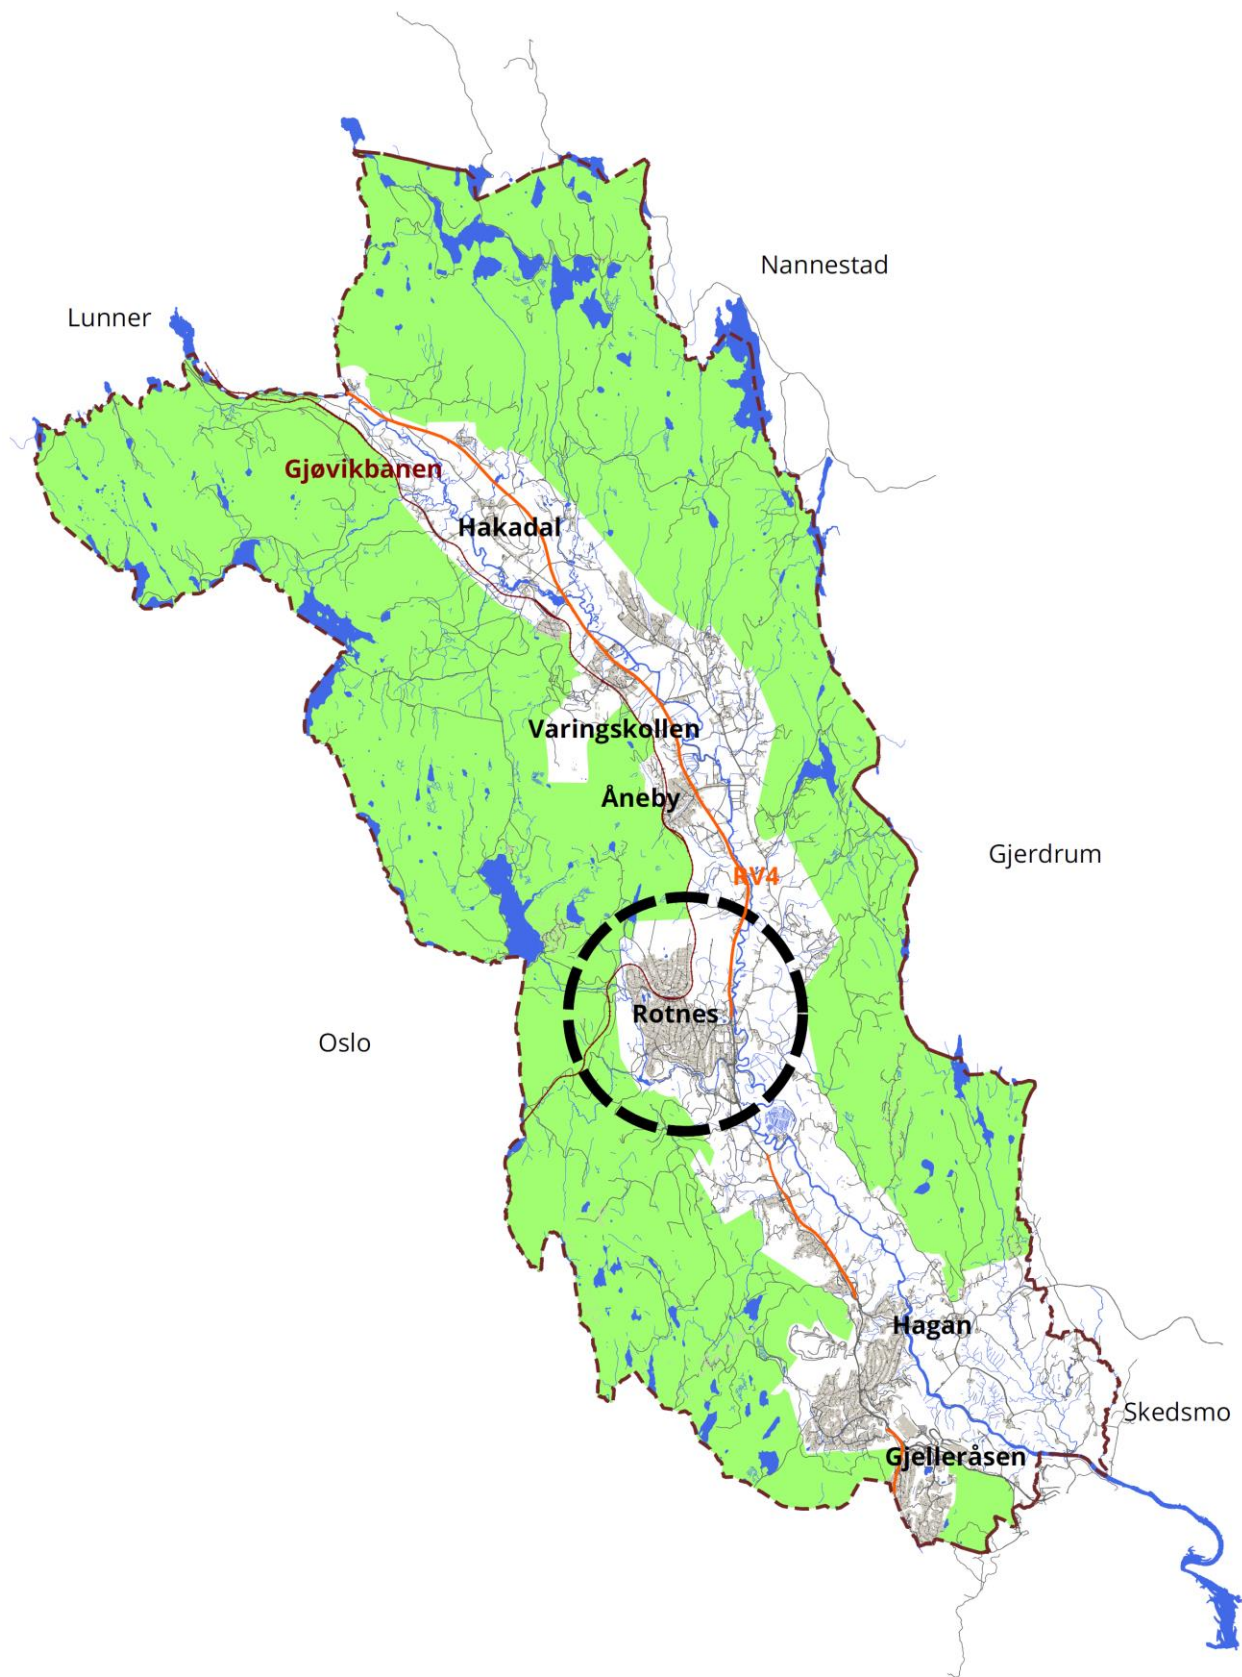 Nannestad
Lunner
Gjøvikbanen
Hakadal
Varingskollen
Åneby
Gjerdrum
RV4
Rotnes
Oslo
Hagan
Skedsmo
Gjelleråsen